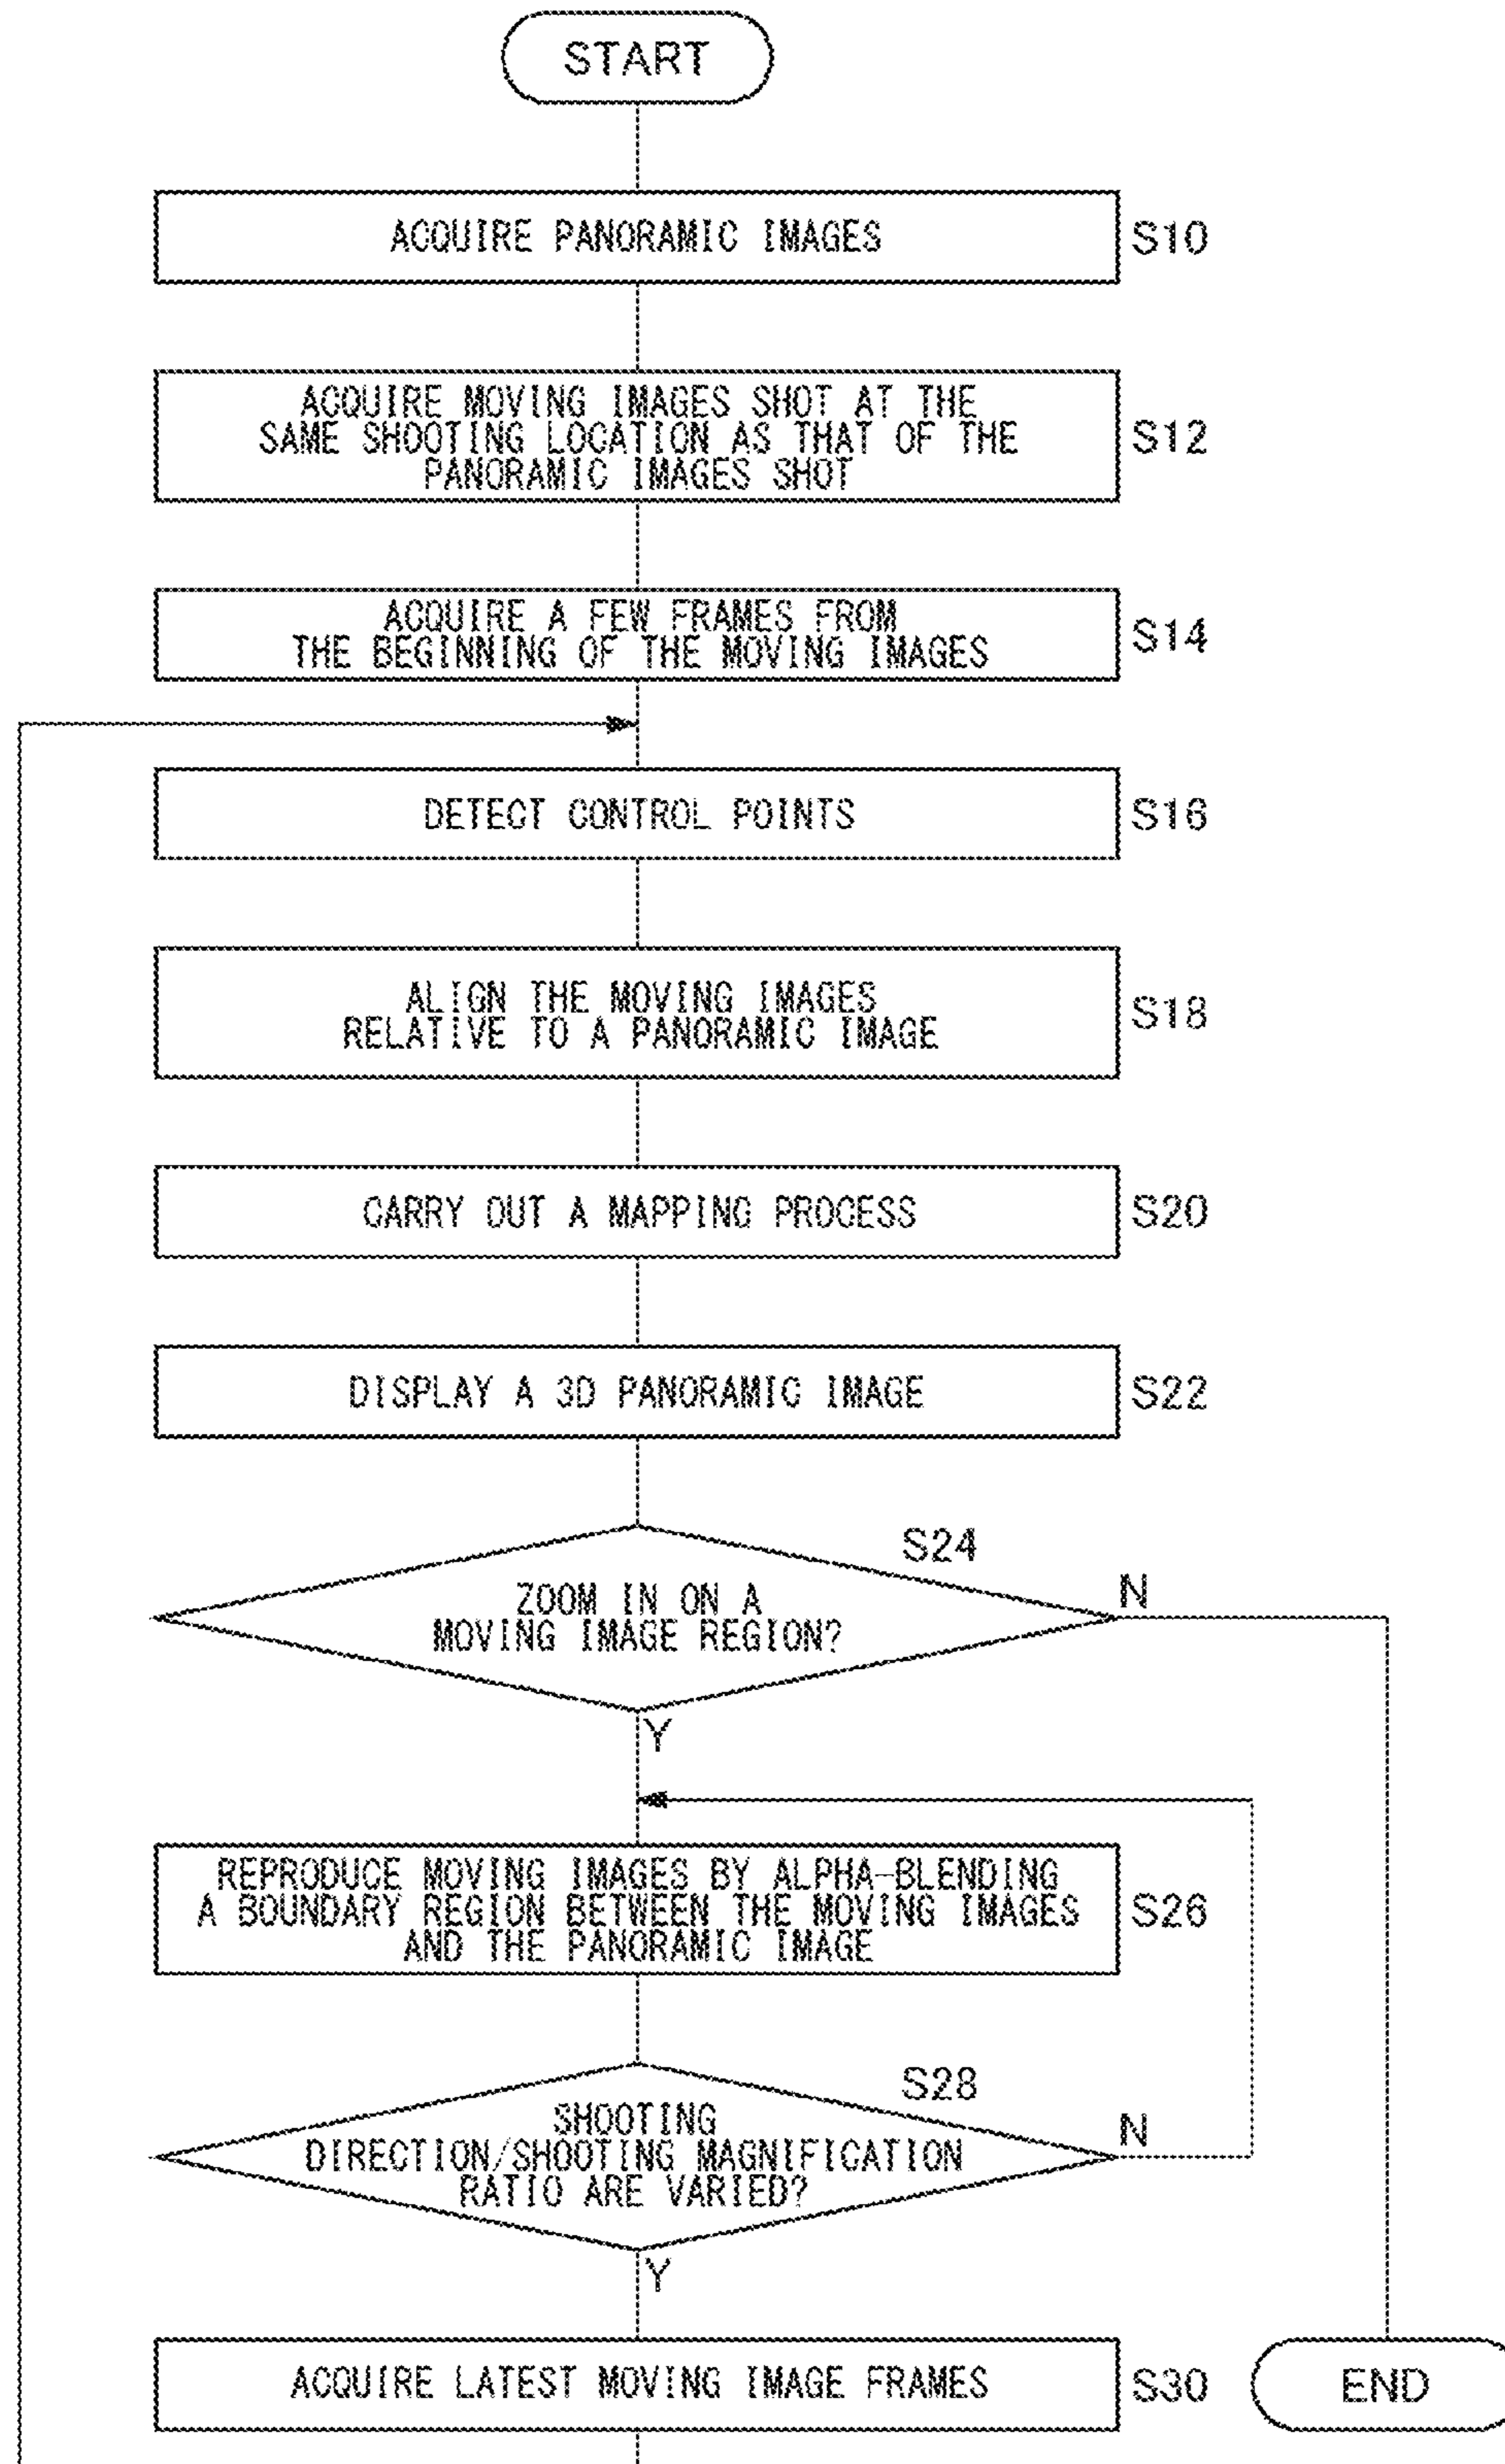 START
ACQUIRE PANORAMIC IMAGES
S10
ACQUIRE MOVING IMAGES SHOT AT THE
SAME SHOOTING LOCATION AS THAT OF THE
PANORAMIC IMAGES SHOT
S12
ACQUIRE A FEW FRAMES FROM
THE BEGINNING OF THE MOVING IMAGES
S14
DETECT CONTROL POINTS
S16
ALIGN THE MOVING IMAGES
RELATIVE TO A PANORAMIC IMAGE
S18
CARRY OUT A MAPPING PROCESS
S20
DISPLAY A 3D PANORAMIC IMAGE
S22
S24
ZOOM IN ON A
MOVING IMAGE REGION?
N
Y
REPRODUCE MOVING IMAGES BY ALPHA-BLENDING
A BOUNDARY REGION BETWEEN THE MOVING IMAGES
AND THE PANORAMIC IMAGE
S26
S28
SHOOTING
DIRECTION/SHOOTING MAGNIFICATION
RATIO ARE VARIED?
N
Y
ACQUIRE LATEST MOVING IMAGE FRAMES
S30
END